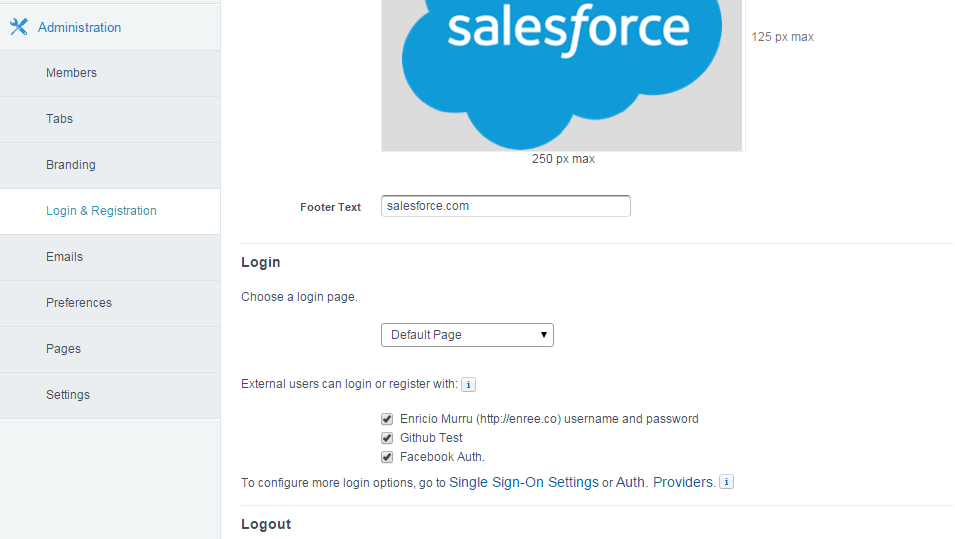 Administration
Members
Tabs
Branding
Login & Registration
Emails
Preferences
Pages
Settings
salesforce
125 px max
250 px max
Footer Text salesforce.com
Login
Choose a login page.
Default Page
External users can login or register with: i
Enricio Murru (http://enree.co) username and password
Github Test
Facebook Auth.
To configure more login options, go to Single Sign-On Settings or Auth. Providers. i
Logout